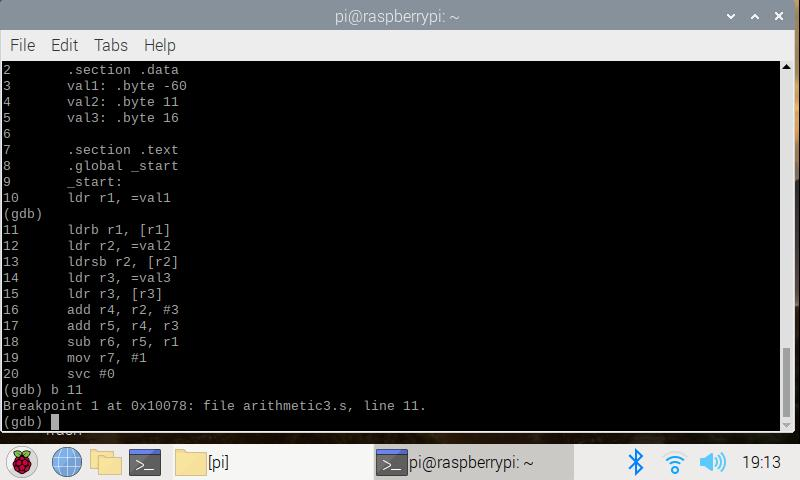 pi@raspberrypi: ~
File Edit Tabs Help
2 .section .data
3 val1: .byte -60
4 val2: .byte 11
5 val3: .byte 16
6
7 .section .text
8 .global _start
9 _start:
10 ldr r1, =val1
(gdb)
11 ldrb r1, [r1]
12 ldr r2, =val2
13 ldrsb r2, [r2]
14 ldr r3, =val3
15 ldr r3, [r3]
16 add r4, r2, #3
17 add r5, r4, r3
18 sub r6, r5, r1
19 mov r7, #1
20 svc #0
(gdb) b 11
Breakpoint 1 at 0x10078: file arithmetic3.s, line 11.
(gdb)
>_ [pi] >_ pi@raspberrypi: ~ 19:13